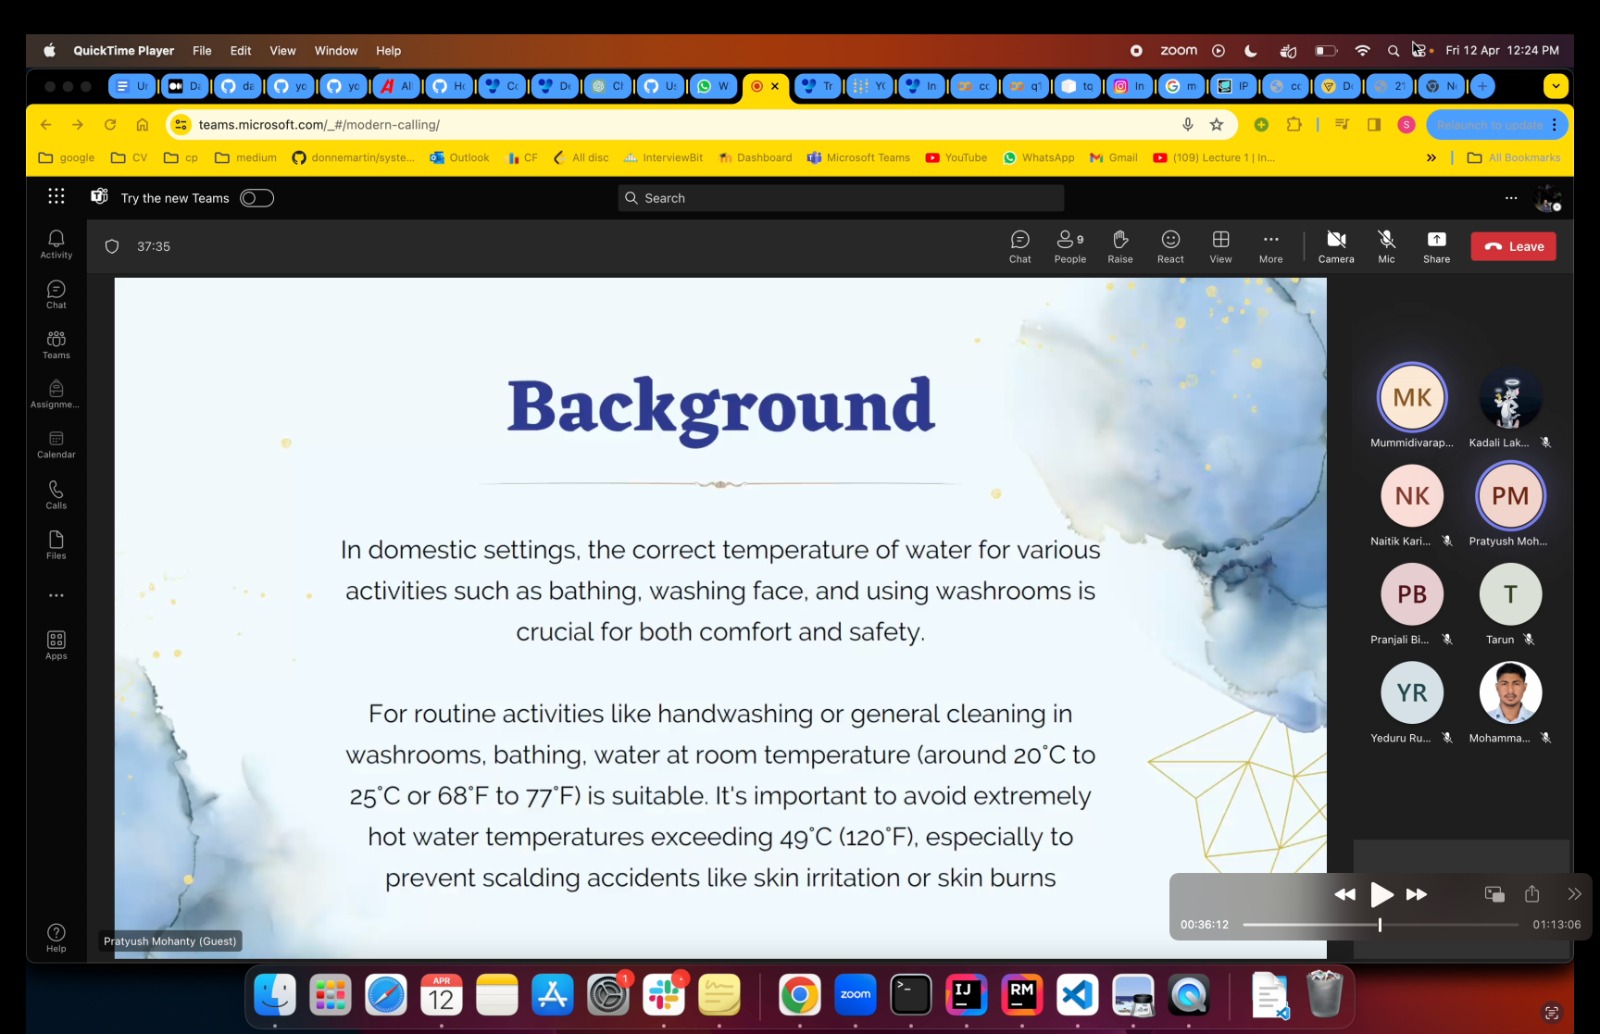 QuickTime Player File Edit View Window Help zoom Fri 12 Apr 12:24 PM
teams.microsoft.com/_#/modern-calling/ S Relaunch to update
google CV cp medium donnemartin/syste... Outlook CF All disc InterviewBit Dashboard Microsoft Teams YouTube WhatsApp Gmail (109) Lecture 1 | In... All Bookmarks
Try the new Teams Search
Activity
Chat
Teams
Assignme...
Calendar
Calls
Files
Apps
Help
37:35 Chat People 9 Raise React View More Camera Mic Share Leave
Background
In domestic settings, the correct temperature of water for various
activities such as bathing, washing face, and using washrooms is
crucial for both comfort and safety.
For routine activities like handwashing or general cleaning in
washrooms, bathing, water at room temperature (around 20°C to
25°C or 68°F to 77°F) is suitable. It's important to avoid extremely
hot water temperatures exceeding 49°C (120°F), especially to
prevent scalding accidents like skin irritation or skin burns
Pratyush Mohanty (Guest)
MK
Mummidivarap... Kadali Lak...
NK PM
Naitik Kari... Pratyush Moh...
PB T
Pranjali Bi... Tarun
YR
Yeduru Ru... Mohamma...
00:36:12 01:13:06
APR
12
1
zoom
IJ
RM